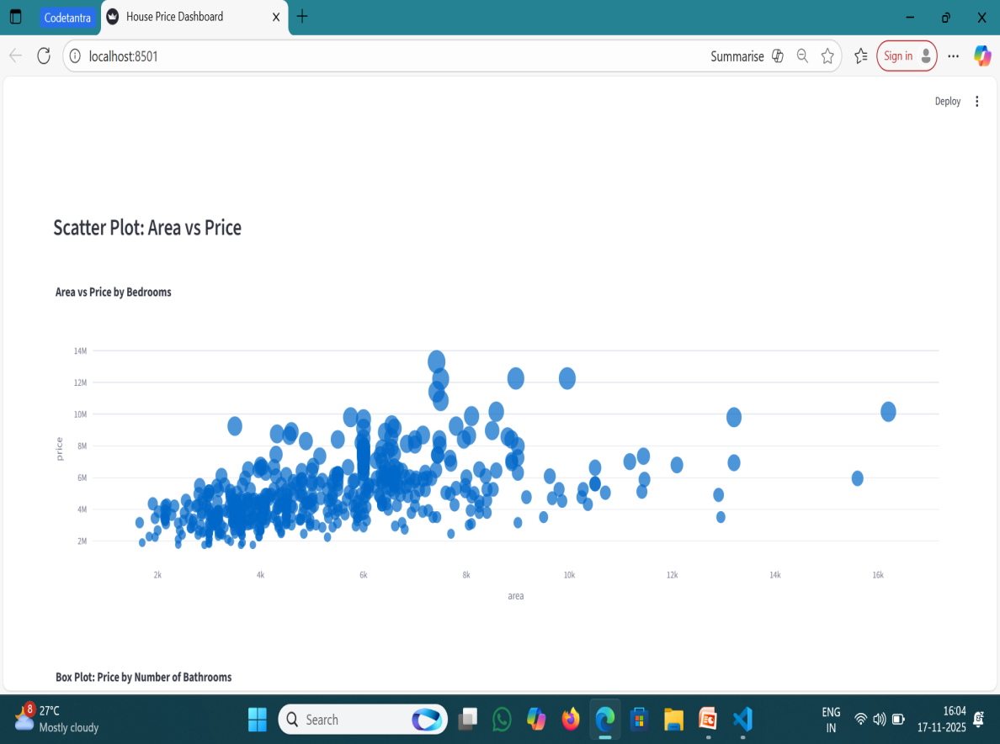 Codetantra
House Price Dashboard
localhost:8501
Summarise
Sign in
Deploy
Scatter Plot: Area vs Price
Area vs Price by Bedrooms
14M
12M
10M
8M
6M
4M
2M
price
2k 4k 6k 8k 10k 12k 14k 16k
area
Box Plot: Price by Number of Bathrooms
8
27°C
Mostly cloudy
Search
ENG
IN
16:04
17-11-2025